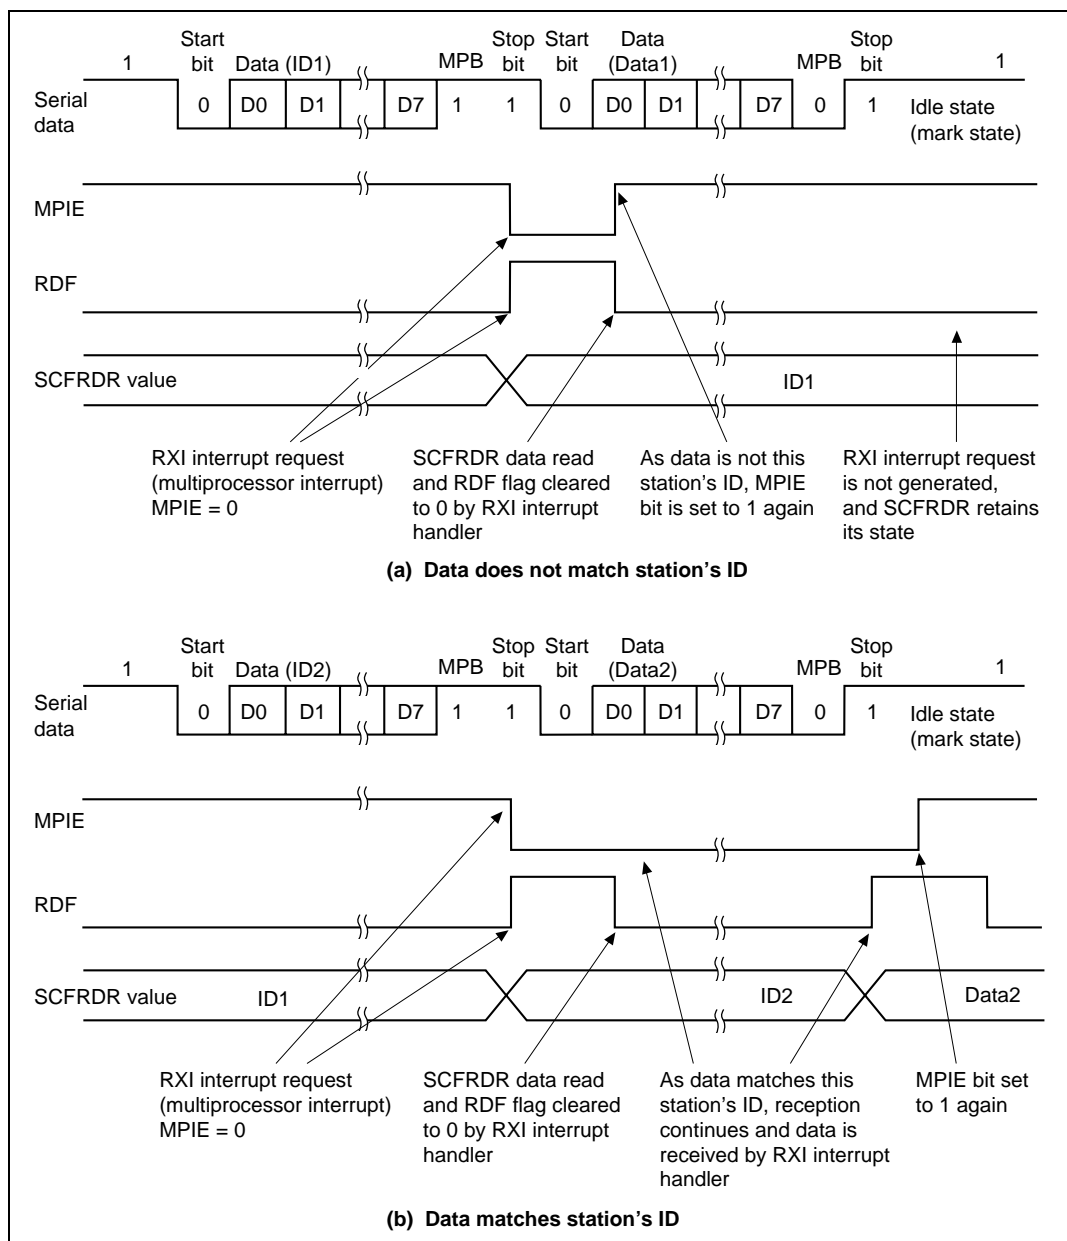 Start Stop Start Data Stop
1 bit Data (ID1) MPB bit bit (Data1) MPB bit 1
Serial data 0 D0 D1 D7 1 1 0 D0 D1 D7 0 1 Idle state
(mark state)
MPIE
RDF
SCFRDR value ID1
RXI interrupt request
(multiprocessor interrupt)
MPIE = 0
SCFRDR data read
and RDF flag cleared
to 0 by RXI interrupt
handler
As data is not this
station's ID, MPIE
bit is set to 1 again
RXI interrupt request
is not generated,
and SCFRDR retains
its state
(a) Data does not match station's ID
Start Stop Start Data Stop
1 bit Data (ID2) MPB bit bit (Data2) MPB bit 1
Serial data 0 D0 D1 D7 1 1 0 D0 D1 D7 0 1 Idle state
(mark state)
MPIE
RDF
SCFRDR value ID1 ID2 Data2
RXI interrupt request
(multiprocessor interrupt)
MPIE = 0
SCFRDR data read
and RDF flag cleared
to 0 by RXI interrupt
handler
As data matches this
station's ID, reception
continues and data is
received by RXI interrupt
handler
MPIE bit set
to 1 again
(b) Data matches station's ID